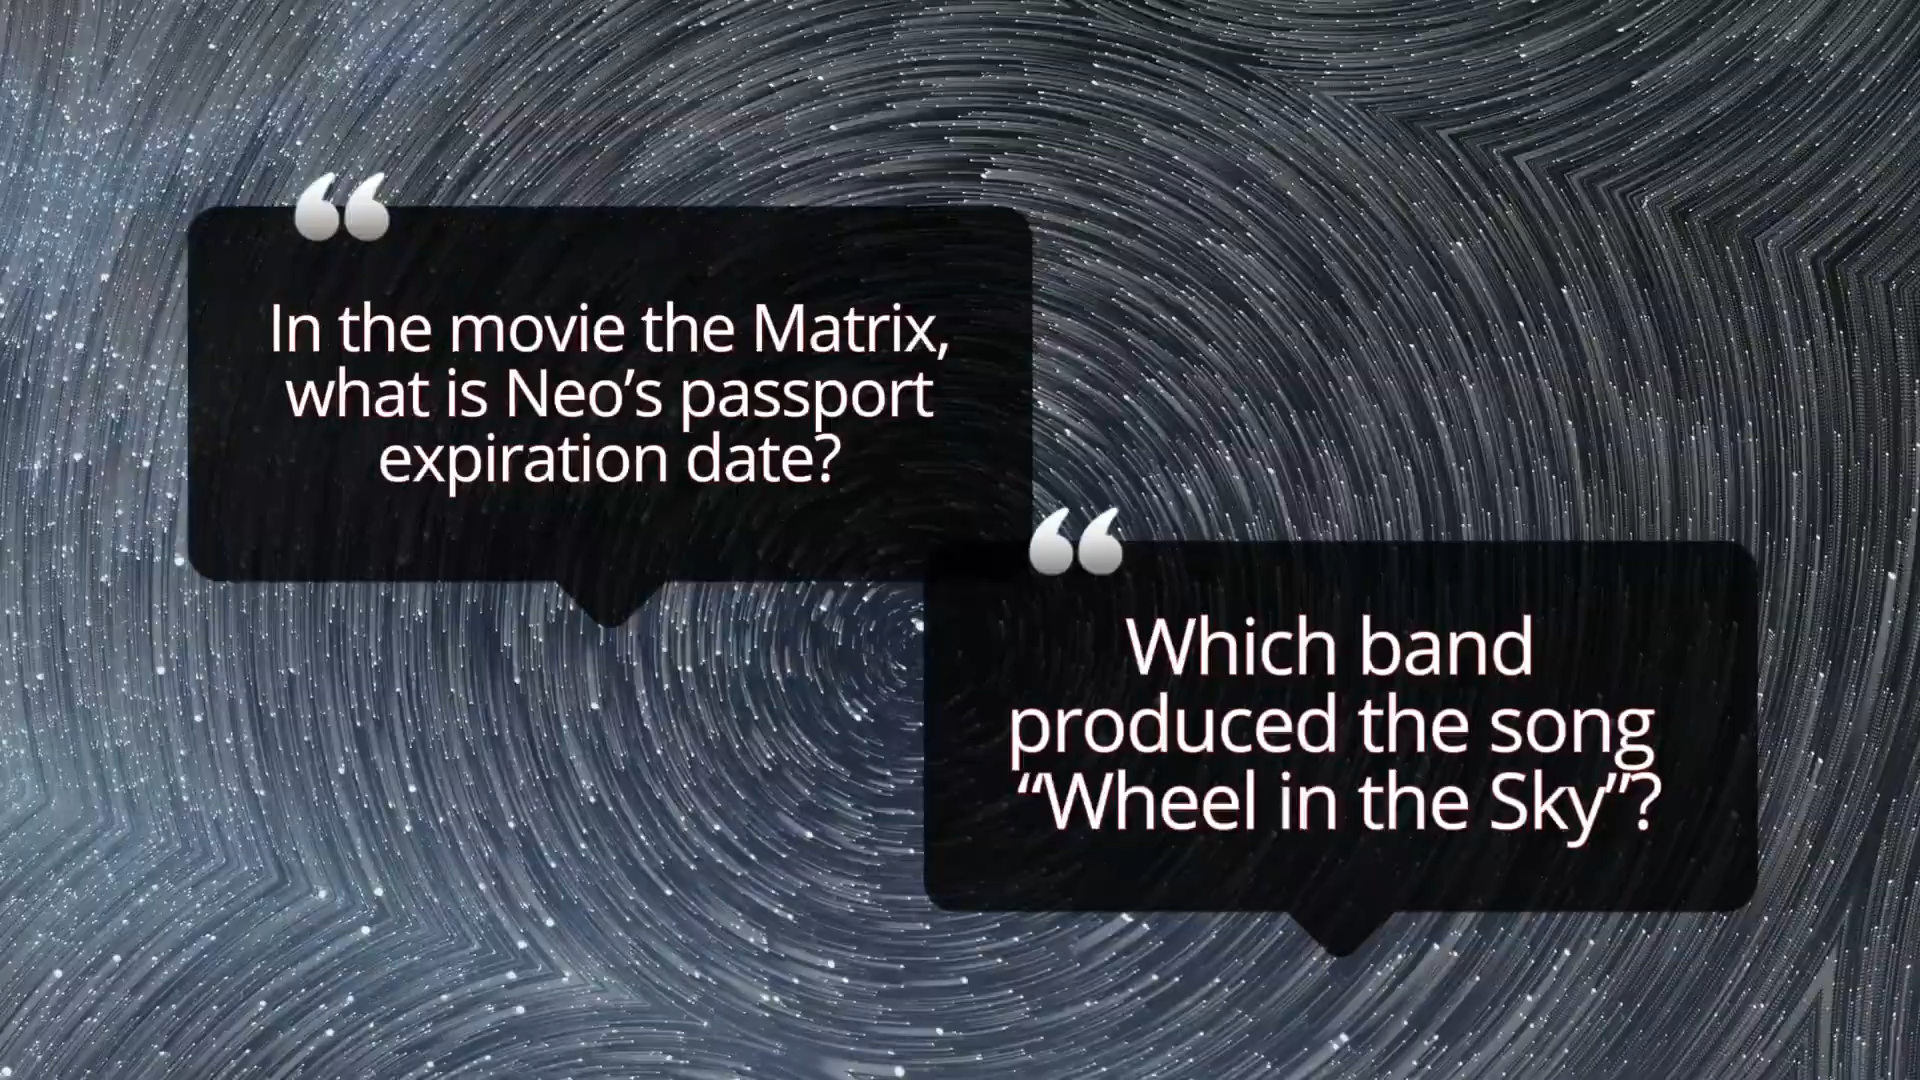 “
In the movie the Matrix,
what is Neo’s passport
expiration date?
“
Which band
produced the song
“Wheel in the Sky”?